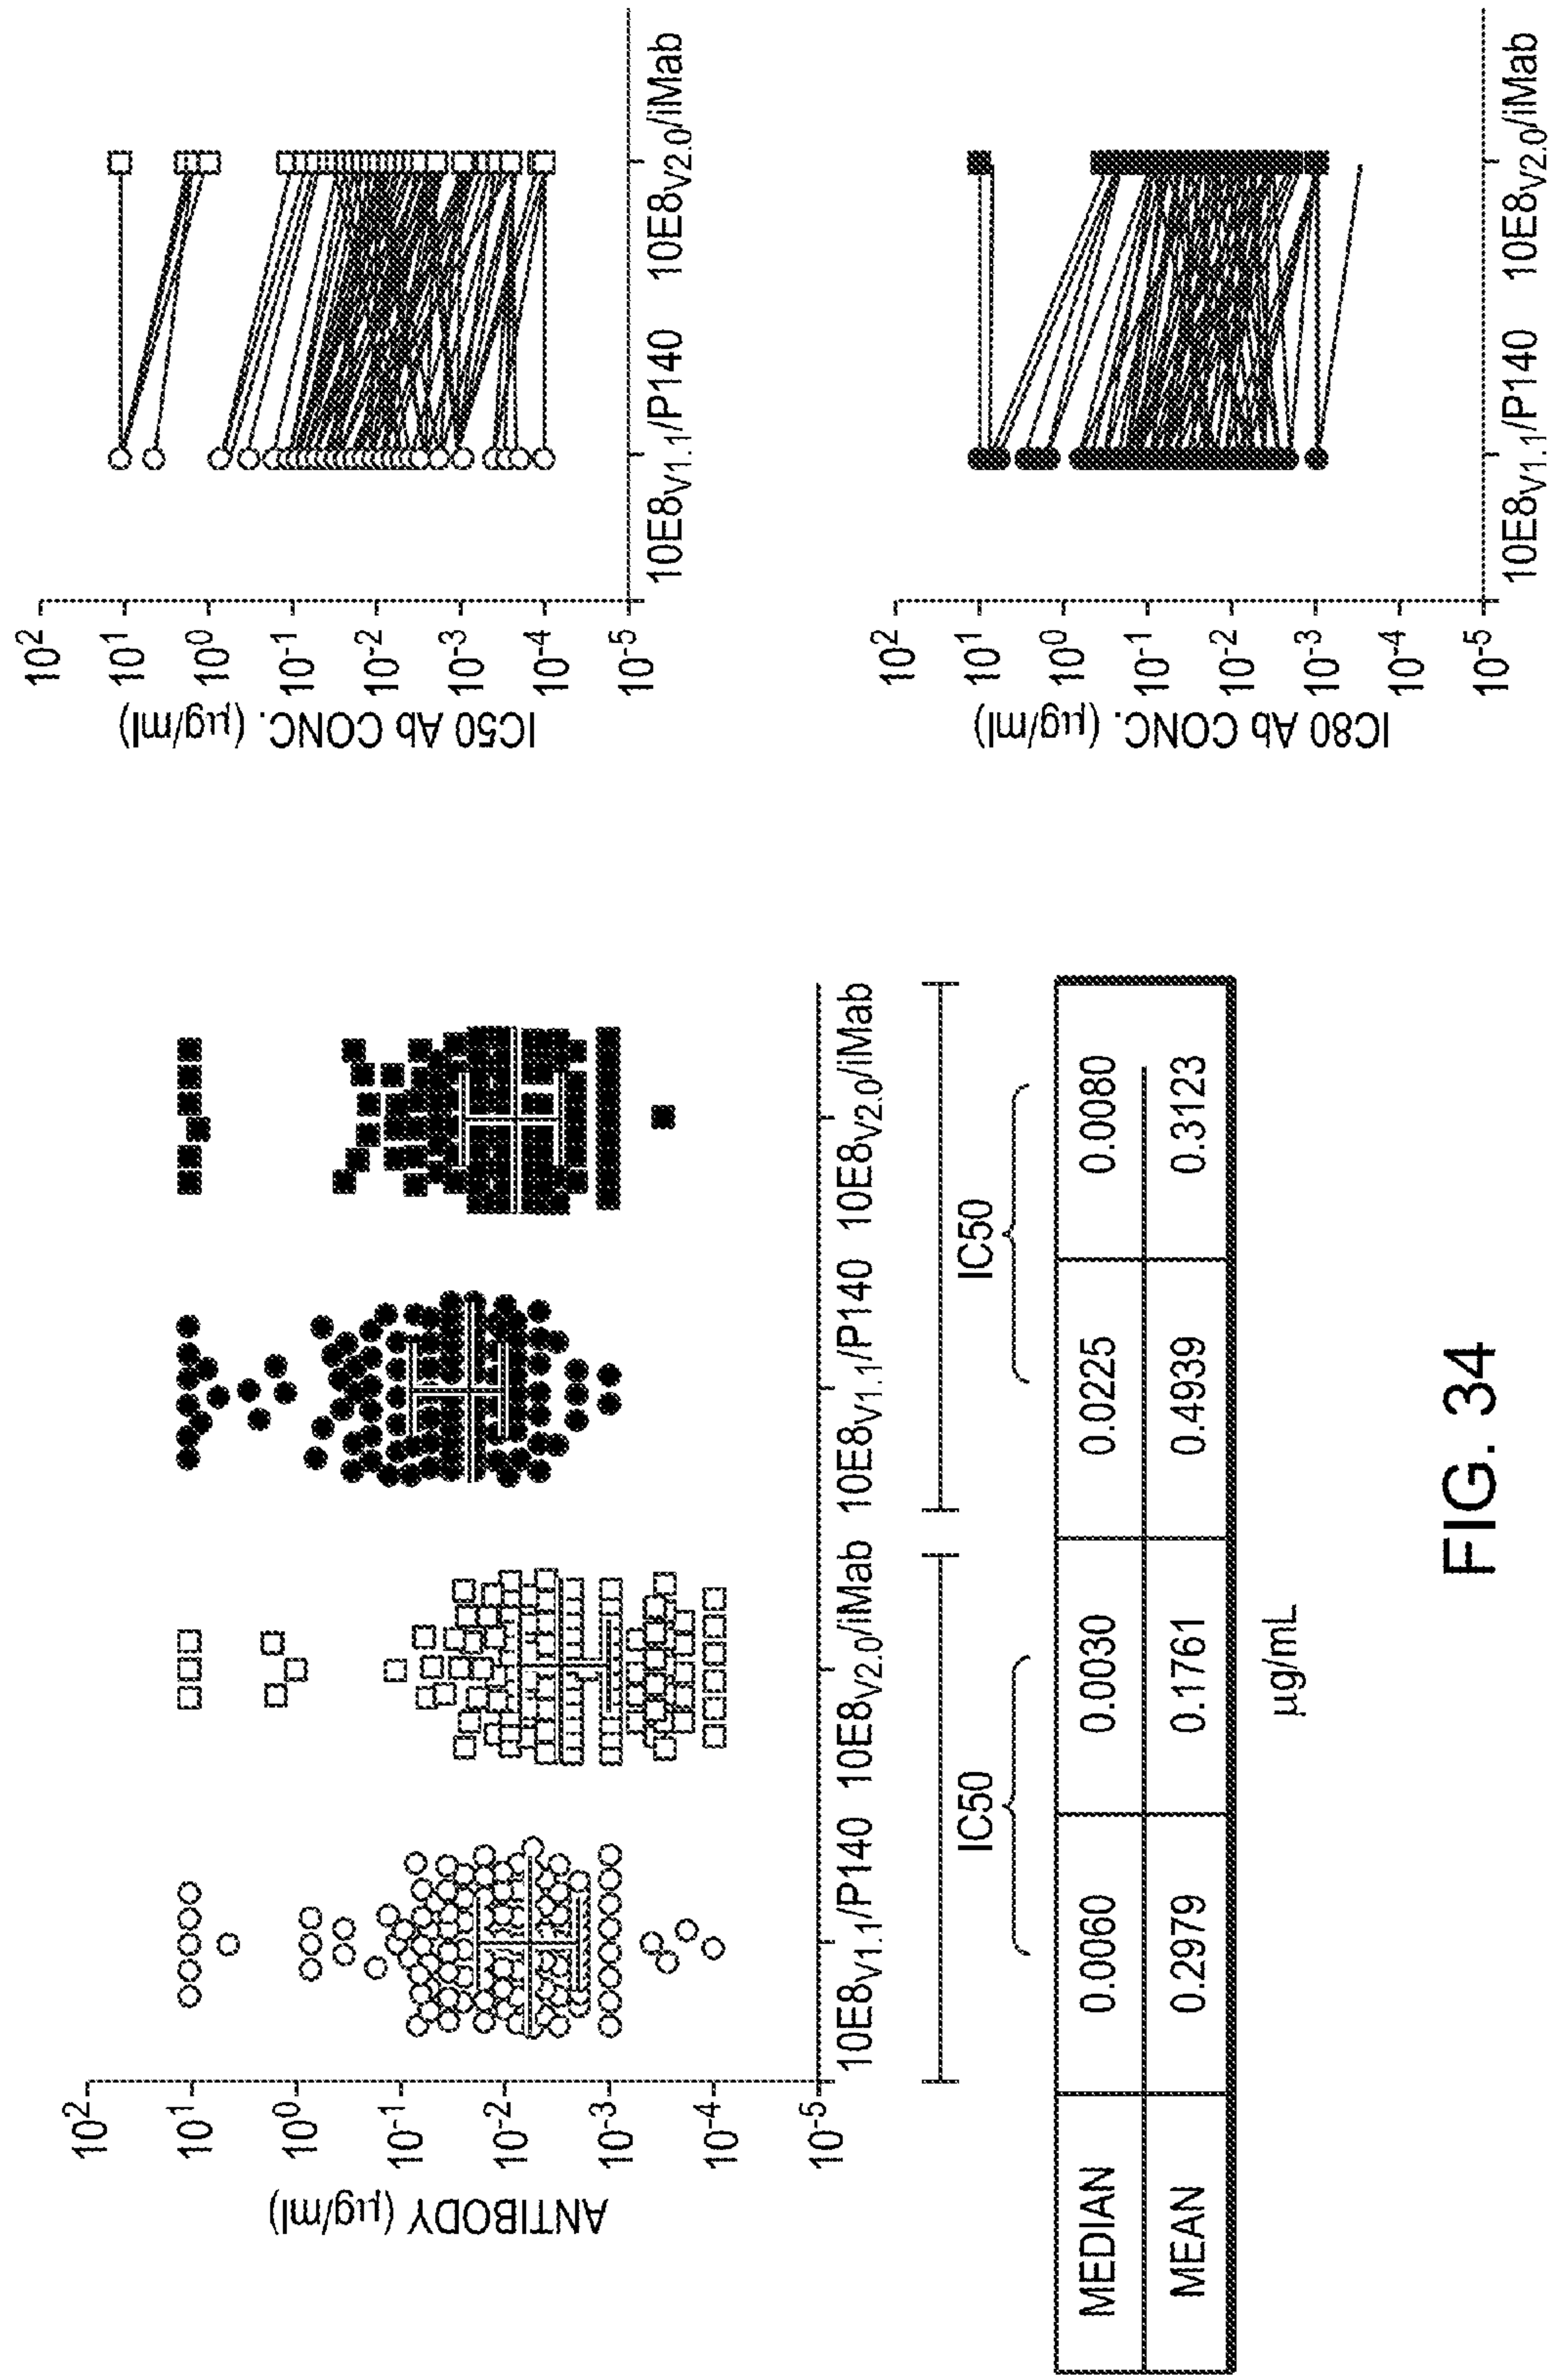 ANTIBODY (µg/ml)
10²
10¹
10⁰
10⁻¹
10⁻²
10⁻³
10⁻⁴
10⁻⁵
10E8V1.1/P140 10E8V2.0/iMab 10E8V1.1/P140 10E8V2.0/iMab
IC50 IC50
MEDIAN 0.0060 0.0030 0.0225 0.0080
MEAN 0.2979 0.1761 0.4939 0.3123
µg/mL
IC50 Ab CONC. (µg/ml)
10²
10¹
10⁰
10⁻¹
10⁻²
10⁻³
10⁻⁴
10⁻⁵
10E8V1.1/P140 10E8V2.0/iMab
IC80 Ab CONC. (µg/ml)
10²
10¹
10⁰
10⁻¹
10⁻²
10⁻³
10⁻⁴
10⁻⁵
10E8V1.1/P140 10E8V2.0/iMab
FIG. 34